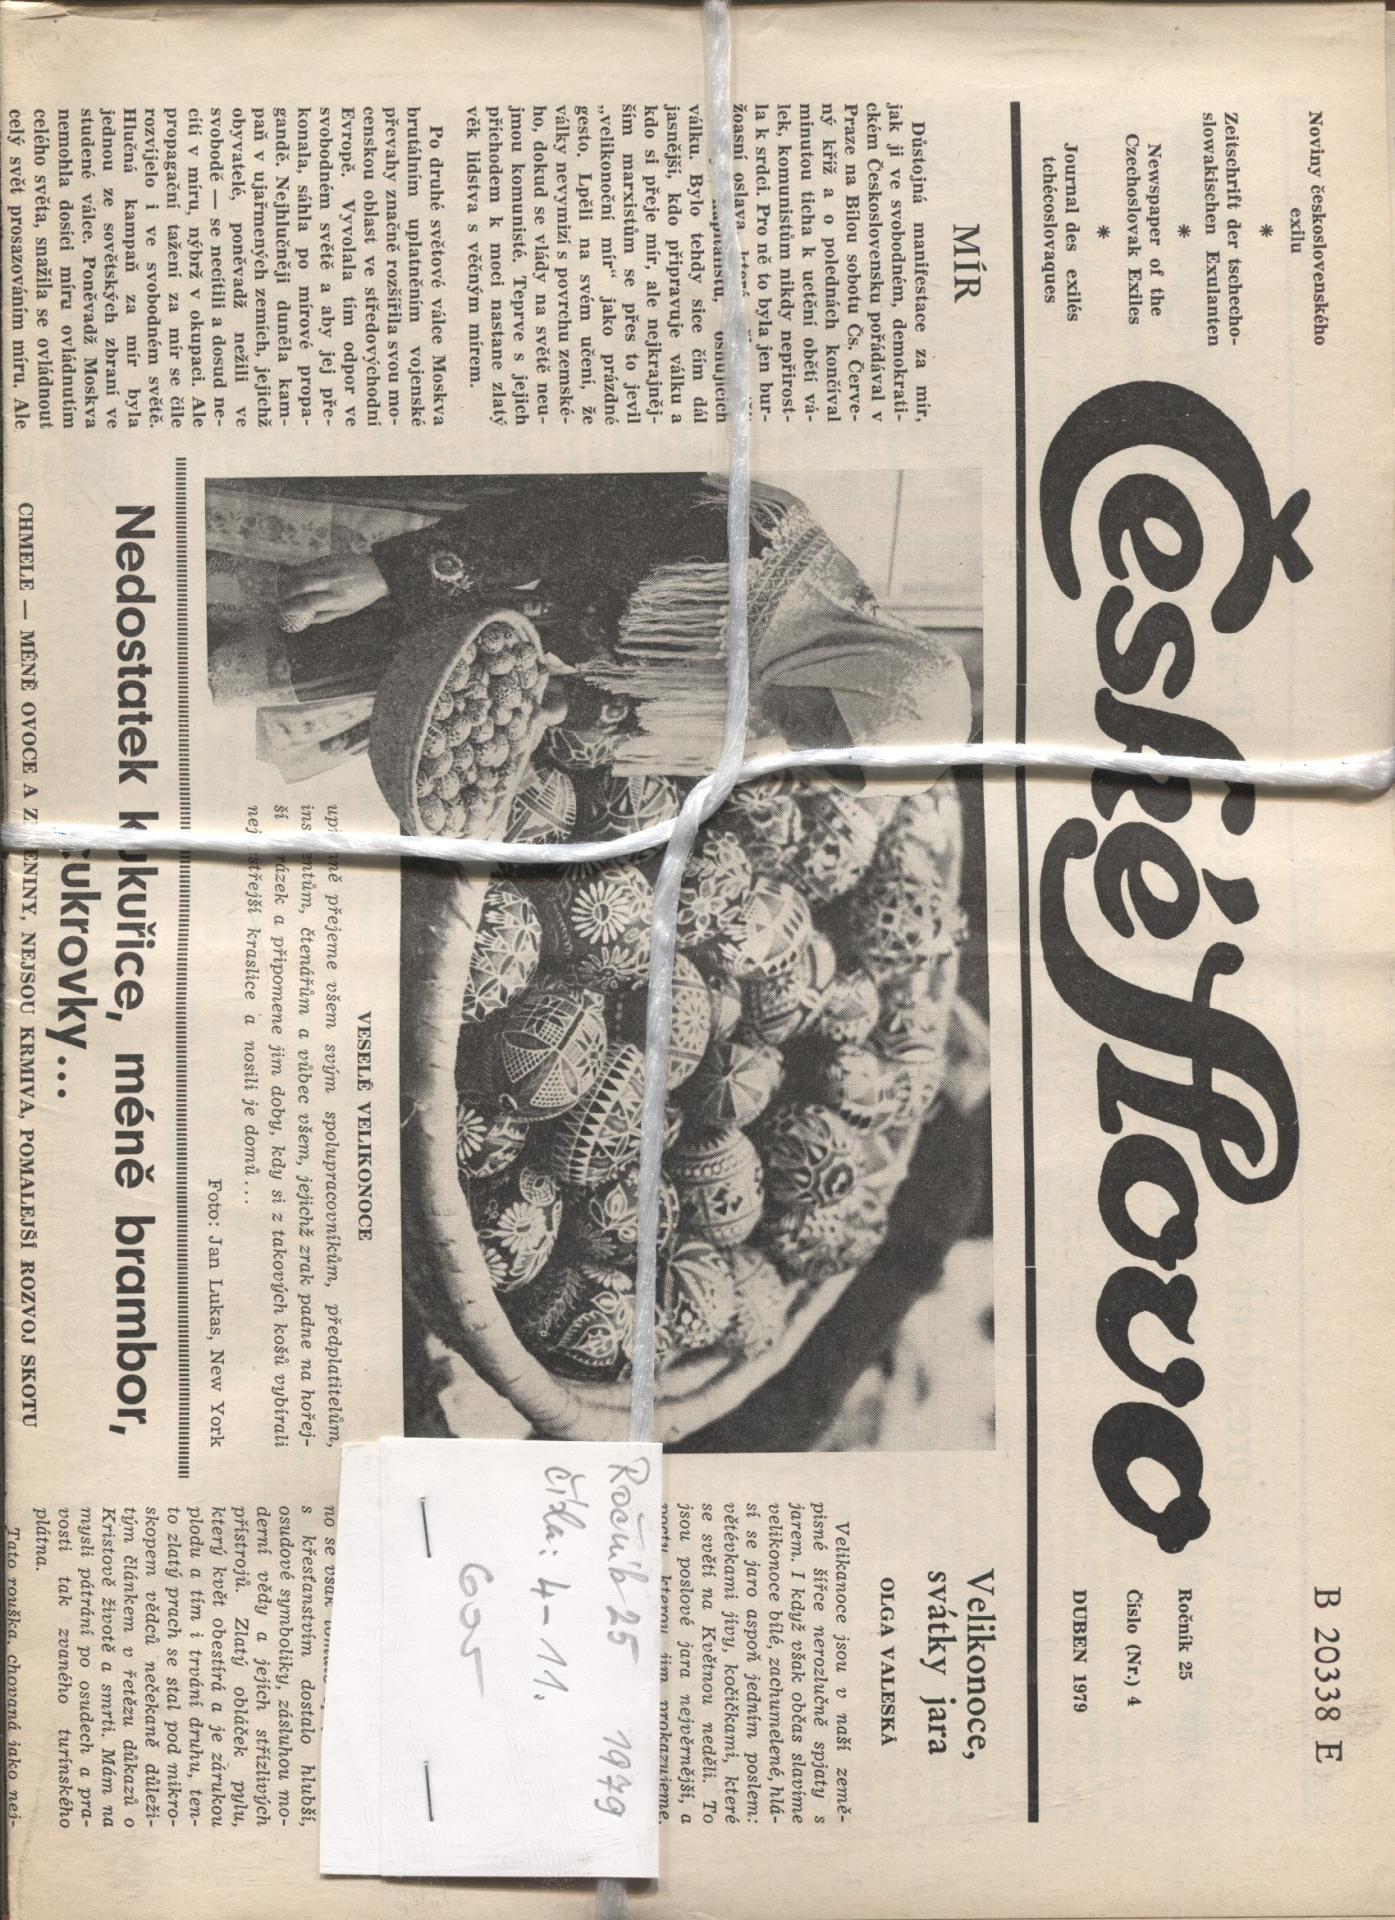 Noviny československého
exilu
*
Zeitschrift der tschecho-
slowakischen Exulanten
*
Newspaper of the
Czechoslovak Exiles
*
Journal des exilés
tchécoslovaques
České slovo
B 20338 E
Ročník 25
Číslo (Nr.) 4
DUBEN 1979
MÍR
Důstojná manifestace za mír,
jak ji ve svobodném, demokrati-
ckém Československu pořádával v
Praze na Bílou sobotu Čs. Červe-
ný kříž a o polednách končíval
minutou ticha k uctění obětí vá-
lek, komunistům nikdy nepřirost-
la k srdci. Pro ně to byla jen bur-
žoasní oslava
válku. Bylo tehdy sice čím dál
jasnější, kdo připravuje válku a
kdo si přeje mír, ale nejkrajněj-
ším marxistům se přes to jevil
„velikonoční mír“ jako prázdné
gesto. Lpěli na svém učení, že
války nevymizí s povrchu zemské-
ho, dokud se vlády na světě neu-
jmou komunisté. Teprve s jejich
příchodem k moci nastane zlatý
věk lidstva s věčným mírem.
Po druhé světové válce Moskva
brutálním uplatněním vojenské
převahy značně rozšířila svou mo-
censkou oblast ve středovýchodní
Evropě. Vyvolala tím odpor ve
svobodném světě a aby jej pře-
konala, sáhla po mírové propa-
gandě. Nejhlučněji duněla kam-
paň v ujařmených zemích, jejichž
obyvatelé, poněvadž nežili ve
svobodě — se necítili a dosud ne-
cítí v míru, nýbrž v okupaci. Ale
propagační tažení za mír se čile
rozvíjelo i ve svobodném světě.
Hlučná kampaň za mír byla
jednou ze sovětských zbraní ve
studené válce. Poněvadž Moskva
nemohla dosíci míru ovládnutím
celého světa, snažila se ovládnout
celý svět prosazováním míru. Ale
VESELÉ VELIKONOCE
přejeme všem svým spolupracovníkům, předplatitelům,
čtenářům a vůbec všem, jejichž zrak padne na hořej-
ší a připomene jim doby, kdy si z takových košů vybírali
kraslice a nosili je domů...
Foto: Jan Lukas, New York
Nedostatek kukuřice, méně brambor,
cukrovky...
CHMELE — MÉNĚ OVOCE A ZELENINY, NEJSOU KRMIVA, POMALEJŠÍ ROZVOJ SKOTU
Velikonoce,
svátky jara
OLGA VALESKÁ
Velikanoce jsou v naší země-
pisné šířce nerozlučně spjaty s
jarem. I když však občas slavíme
velikonoce bílé, zachumelené, hlá-
sí se jaro aspoň jedním poslem:
větévkami jívy, kočičkami, které
se světí na Květnou neděli. To
jsou poslové jara nejvěrnější, a
kterou jim prokazujeme,
no se však
s křesťanstvím dostalo hlubší,
osudové symboliky, zásluhou mo-
derní vědy a jejích střízlivých
přístrojů. Zlatý obláček pylu,
který květ obestírá a je zárukou
plodu a tím i trvání druhu, ten-
to zlatý prach se stal pod mikro-
skopem vědců nečekaně důleži-
tým článkem v řetězu důkazů o
Kristově životě a smrti. Mám na
mysli pátrání po osudech a pra-
vosti tak zvaného turínského
plátna.
Tato rouška, chovaná jako nej-
Ročník 25 1979
čísla: 4-11.